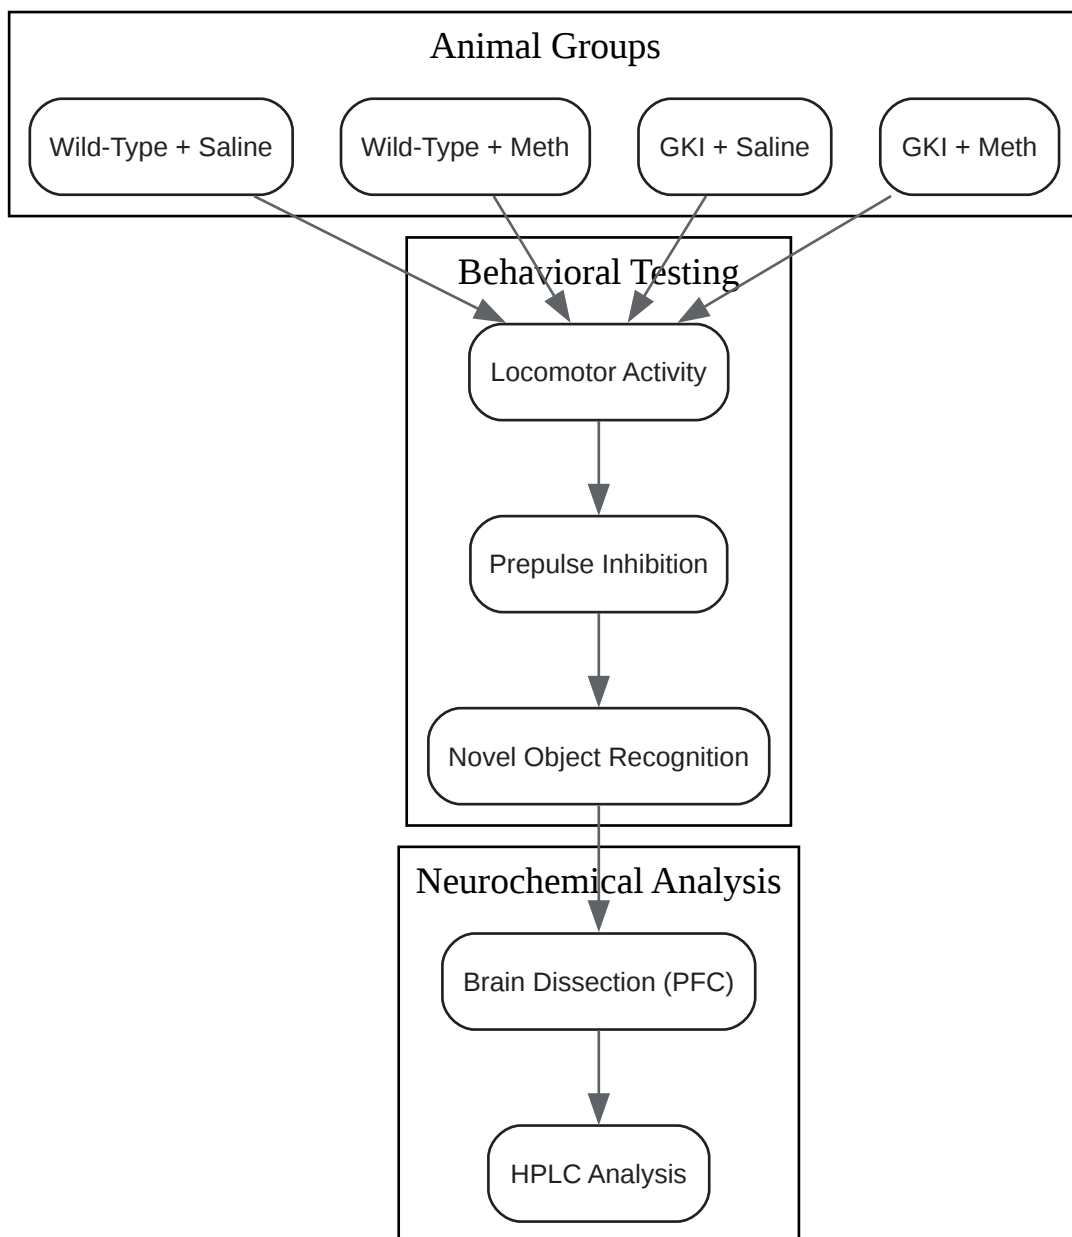 Animal Groups
Wild-Type + Saline
Wild-Type + Meth
GKI + Saline
GKI + Meth
Behavioral Testing
Locomotor Activity
Prepulse Inhibition
Novel Object Recognition
Neurochemical Analysis
Brain Dissection (PFC)
HPLC Analysis